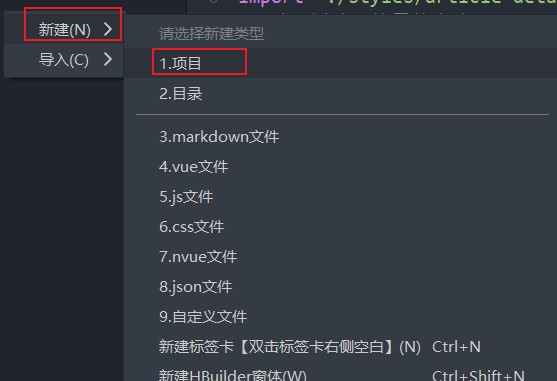 import './styles/article-deta
新建(N)
导入(C)
请选择新建类型
1.项目
2.目录
3.markdown文件
4.vue文件
5.js文件
6.css文件
7.nvue文件
8.json文件
9.自定义文件
新建标签卡【双击标签卡右侧空白】(N) Ctrl+N
新建HBuilder窗体(W) Ctrl+Shift+N